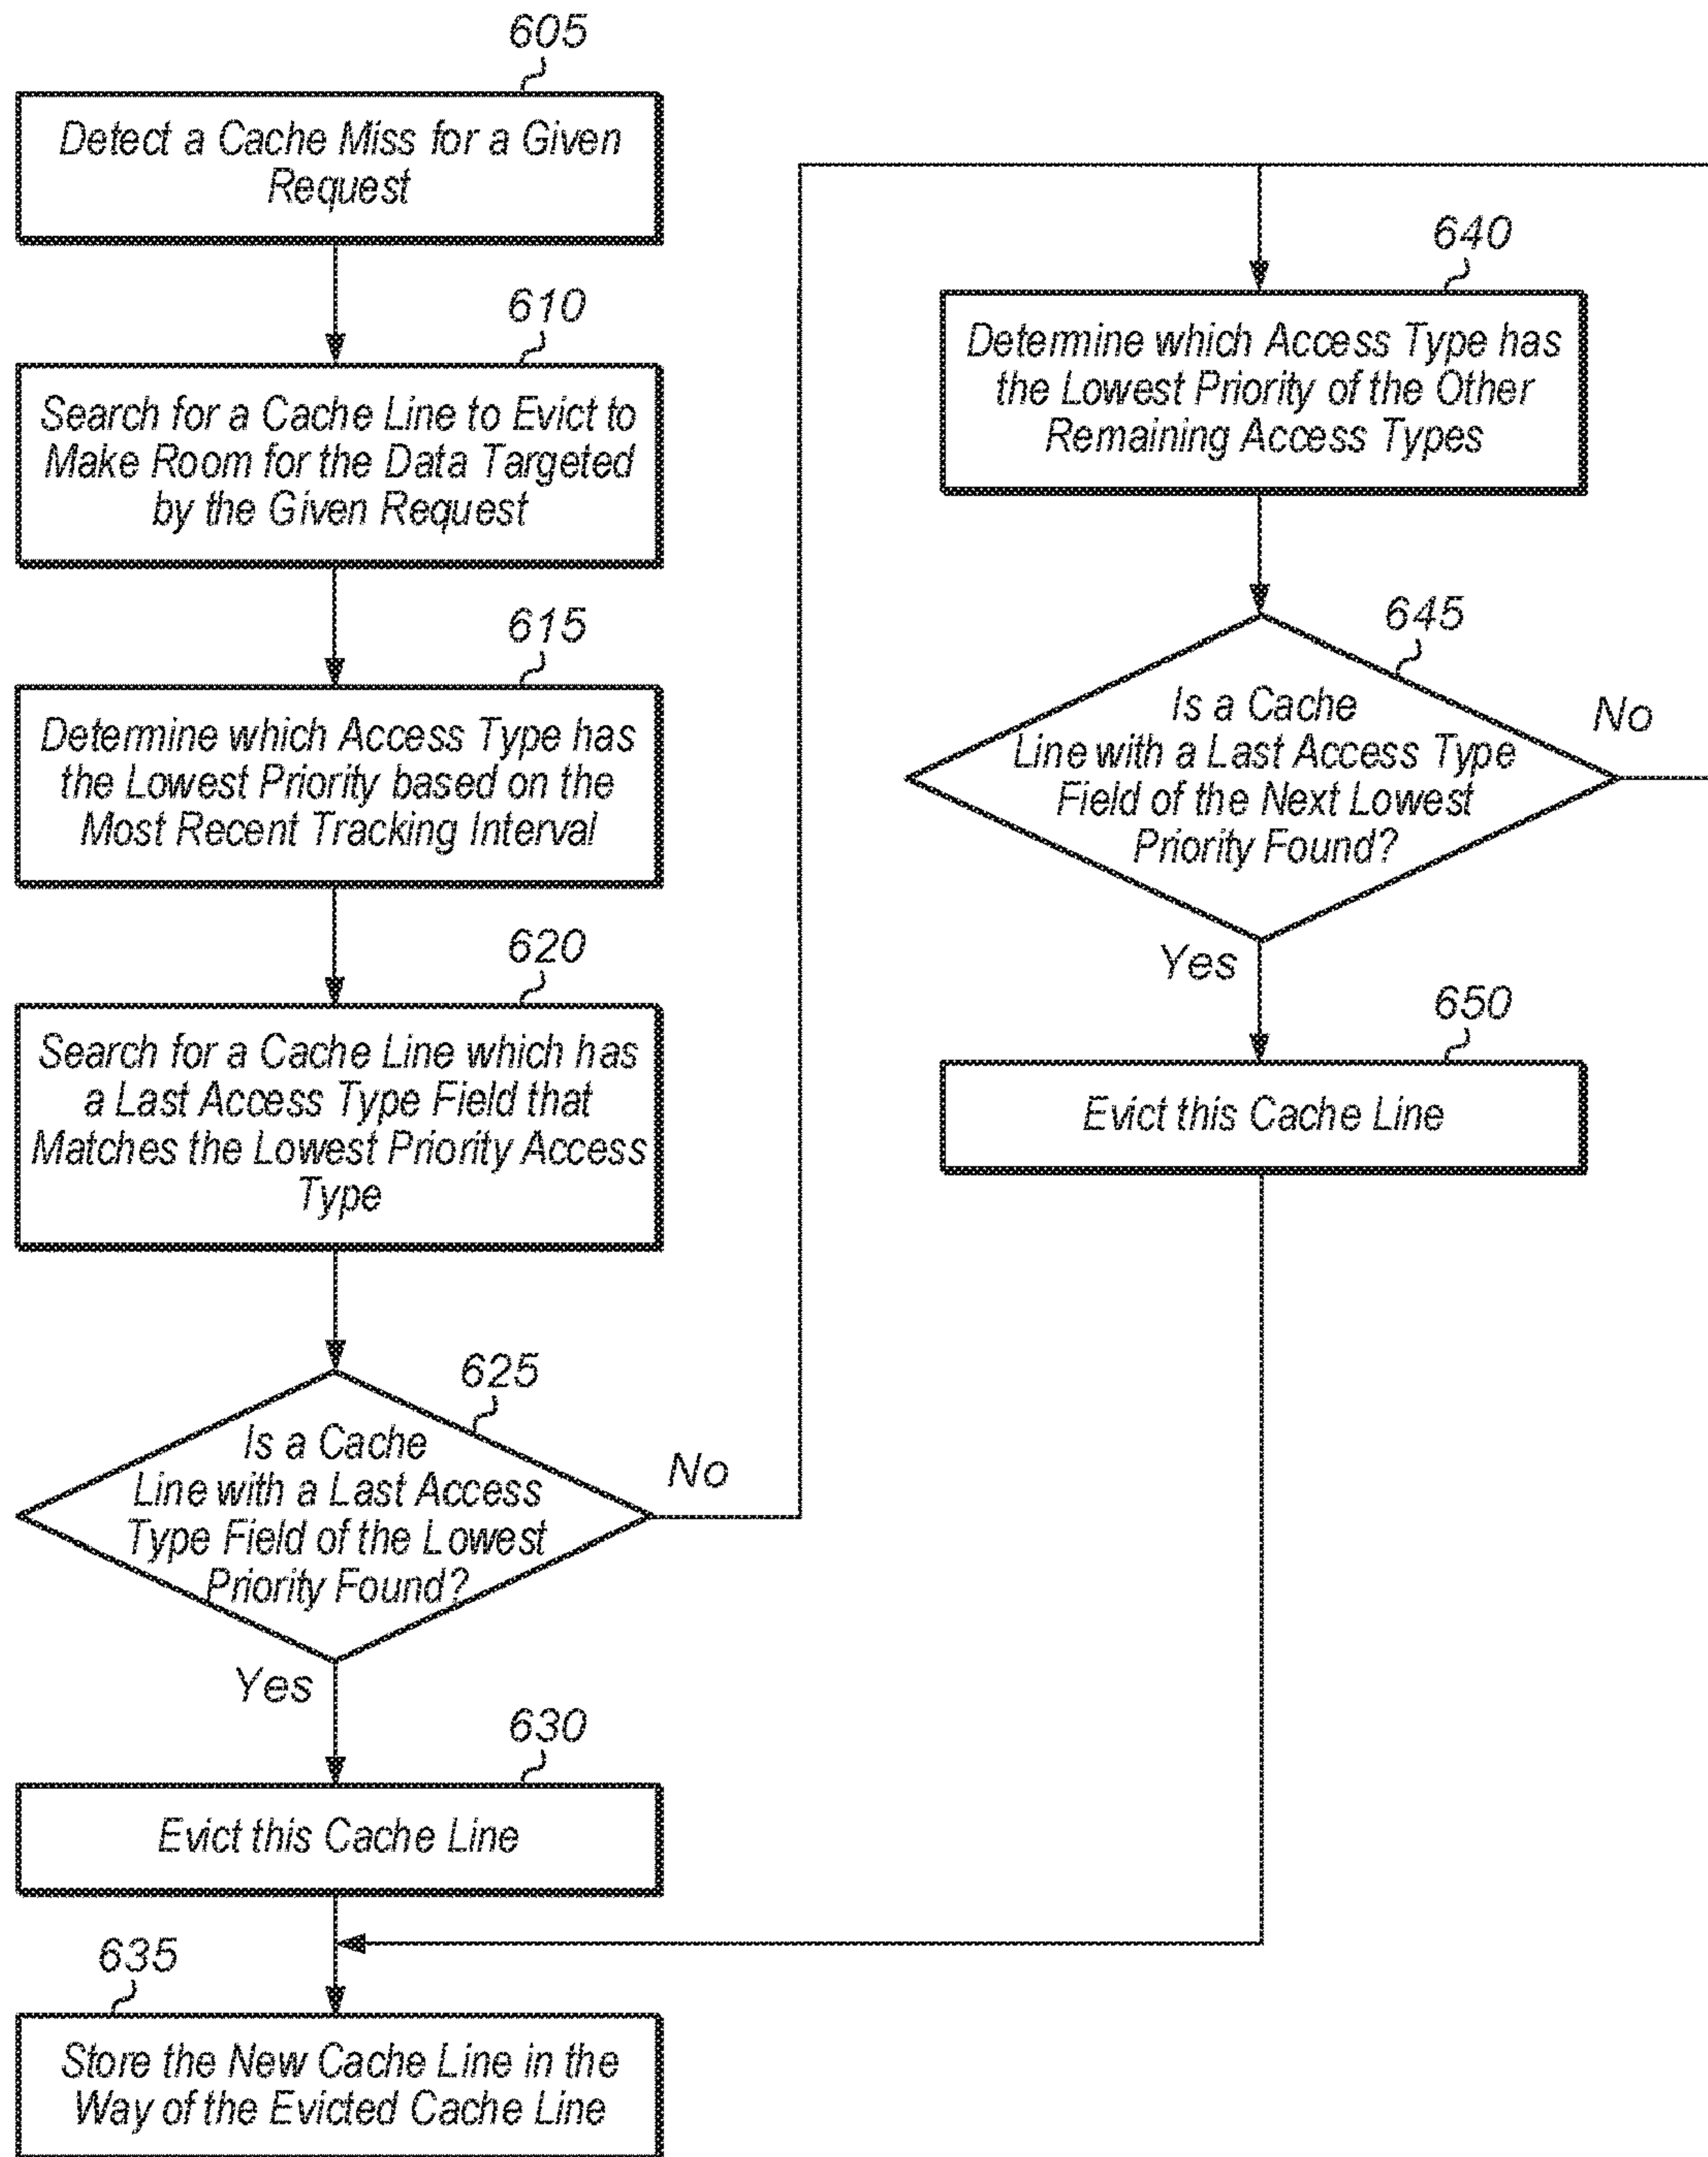 605
Detect a Cache Miss for a Given
Request
610
Search for a Cache Line to Evict to
Make Room for the Data Targeted
by the Given Request
615
Determine which Access Type has
the Lowest Priority based on the
Most Recent Tracking Interval
620
Search for a Cache Line which has
a Last Access Type Field that
Matches the Lowest Priority Access
Type
625
Is a Cache
Line with a Last Access
Type Field of the Lowest
Priority Found?
No
Yes
630
Evict this Cache Line
635
Store the New Cache Line in the
Way of the Evicted Cache Line
640
Determine which Access Type has
the Lowest Priority of the Other
Remaining Access Types
645
Is a Cache
Line with a Last Access Type
Field of the Next Lowest
Priority Found?
No
Yes
650
Evict this Cache Line